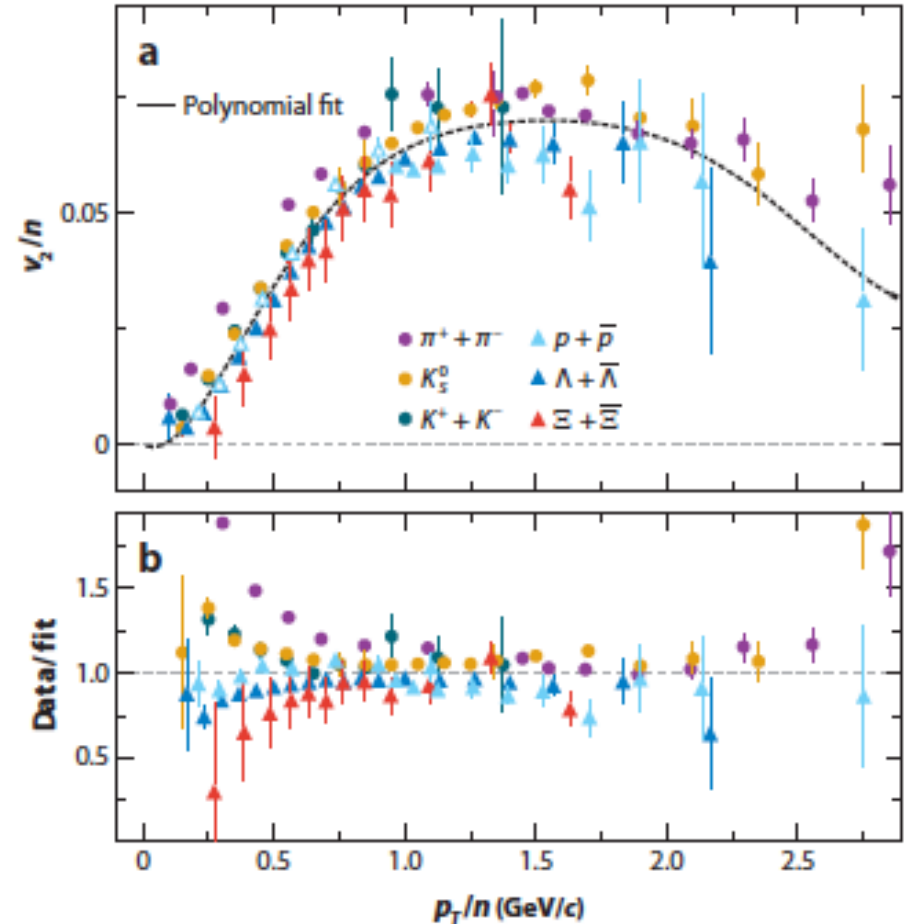 a
— Polynomial fit
0.05
0
v₂/n
π⁺ + π⁻
p + p̅
K⁰ₛ
Λ + Λ̅
K⁺ + K⁻
Ξ + Ξ̅
b
1.5
1.0
0.5
Data/fit
0 0.5 1.0 1.5 2.0 2.5
p_T/n (GeV/c)